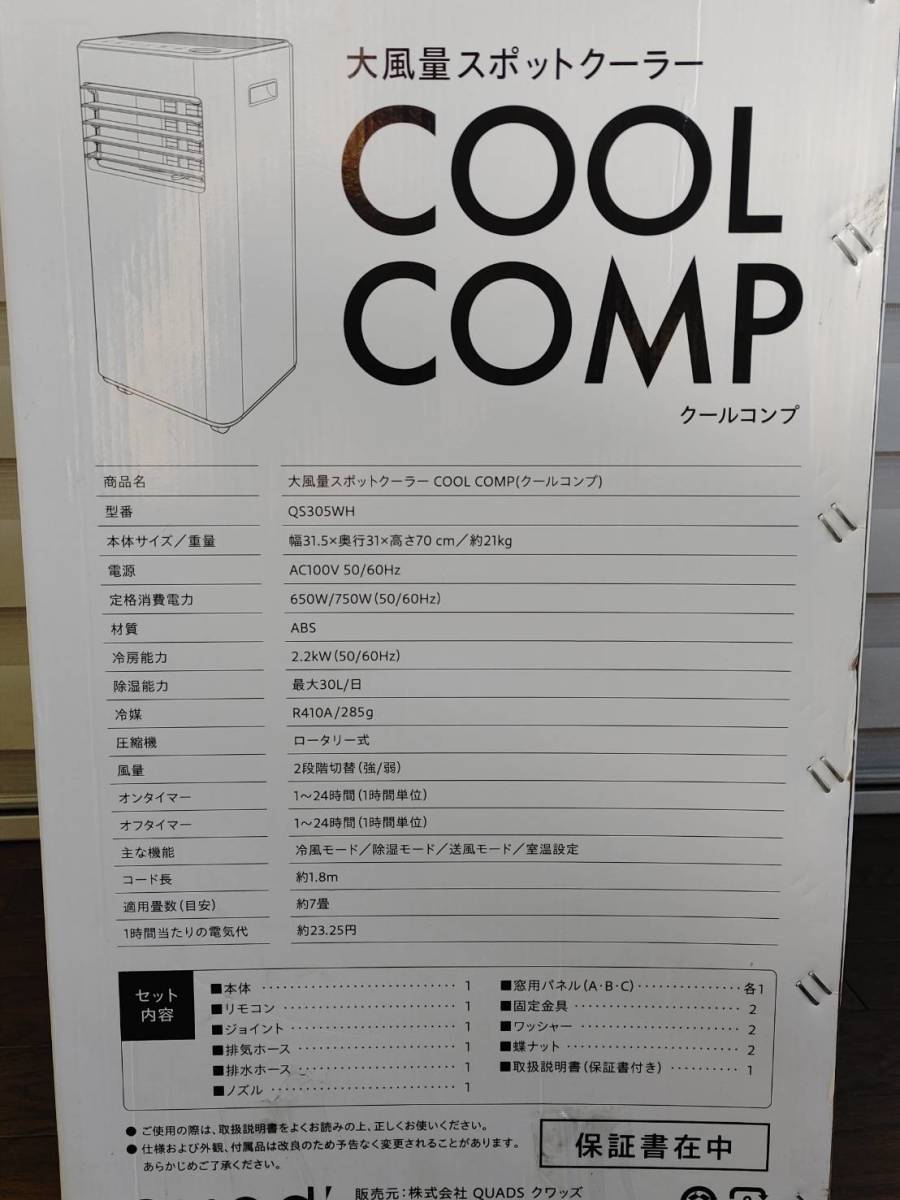 大風量スポットクーラー
COOL
COMP
クールコンプ
商品名 大風量スポットクーラー COOL COMP(クールコンプ)
型番 QS305WH
本体サイズ／重量 幅31.5×奥行31×高さ70 cm／約21kg
電源 AC100V 50/60Hz
定格消費電力 650W/750W(50/60Hz)
材質 ABS
冷房能力 2.2kW(50/60Hz)
除湿能力 最大30L/日
冷媒 R410A/285g
圧縮機 ロータリー式
風量 2段階切替(強/弱)
オンタイマー 1〜24時間(1時間単位)
オフタイマー 1〜24時間(1時間単位)
主な機能 冷風モード／除湿モード／送風モード／室温設定
コード長 約1.8m
適用畳数(目安) 約7畳
1時間当たりの電気代 約23.25円
セット
内容
■本体 ‥‥‥‥‥‥‥‥ 1
■リモコン ‥‥‥‥‥‥‥‥ 1
■ジョイント ‥‥‥‥‥‥‥‥ 1
■排気ホース ‥‥‥‥‥‥‥‥ 1
■排水ホース ‥‥‥‥‥‥‥‥ 1
■ノズル ‥‥‥‥‥‥‥‥ 1
■窓用パネル(A·B·C) ‥‥‥‥‥‥ 各1
■固定金具 ‥‥‥‥‥‥‥‥ 2
■ワッシャー ‥‥‥‥‥‥‥‥ 2
■蝶ナット ‥‥‥‥‥‥‥‥ 2
■取扱説明書(保証書付き) ‥‥‥‥ 1
● ご使用の際は、取扱説明書をよくお読みの上、正しくお使いください。
● 仕様および外観、付属品は改良のため予告なく変更されることがあります。
あらかじめご了承ください。
保証書在中
販売元：株式会社 QUADS クワッズ